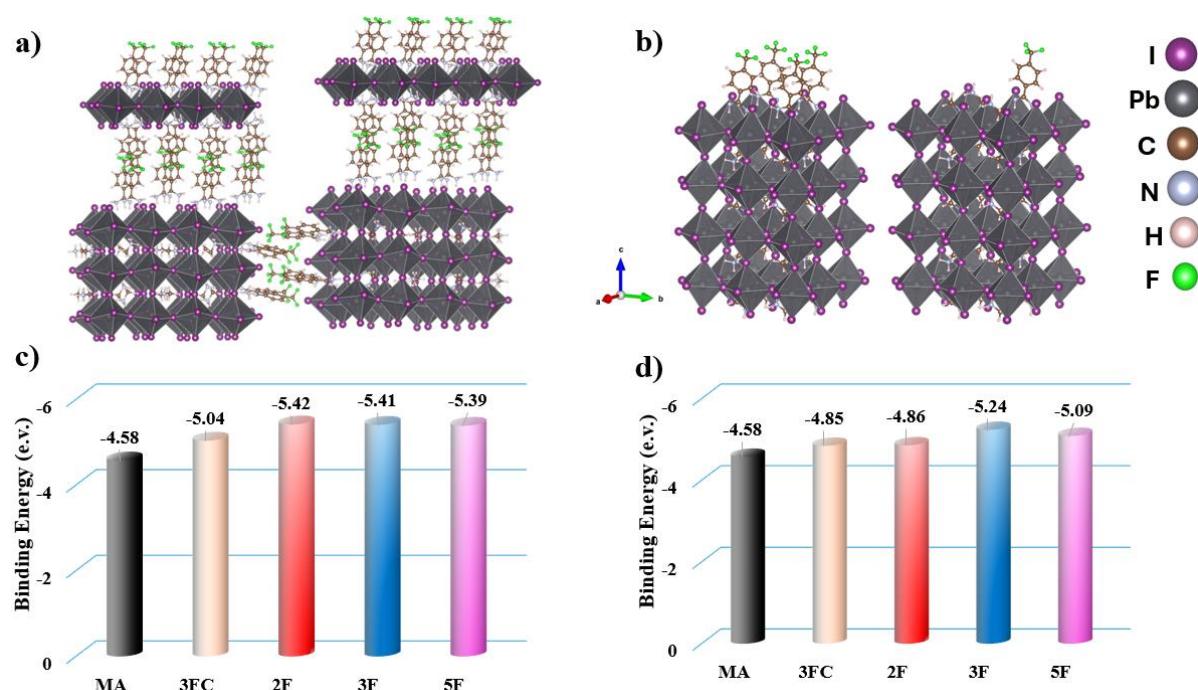 a)
b)
I
Pb
C
N
H
F
c
a
b
c)
Binding Energy (e.v.)
-6
-4
-2
0
-4.58
-5.04
-5.42
-5.41
-5.39
MA
3FC
2F
3F
5F
d)
Binding Energy (e.v.)
-6
-4
-2
0
-4.58
-4.85
-4.86
-5.24
-5.09
MA
3FC
2F
3F
5F